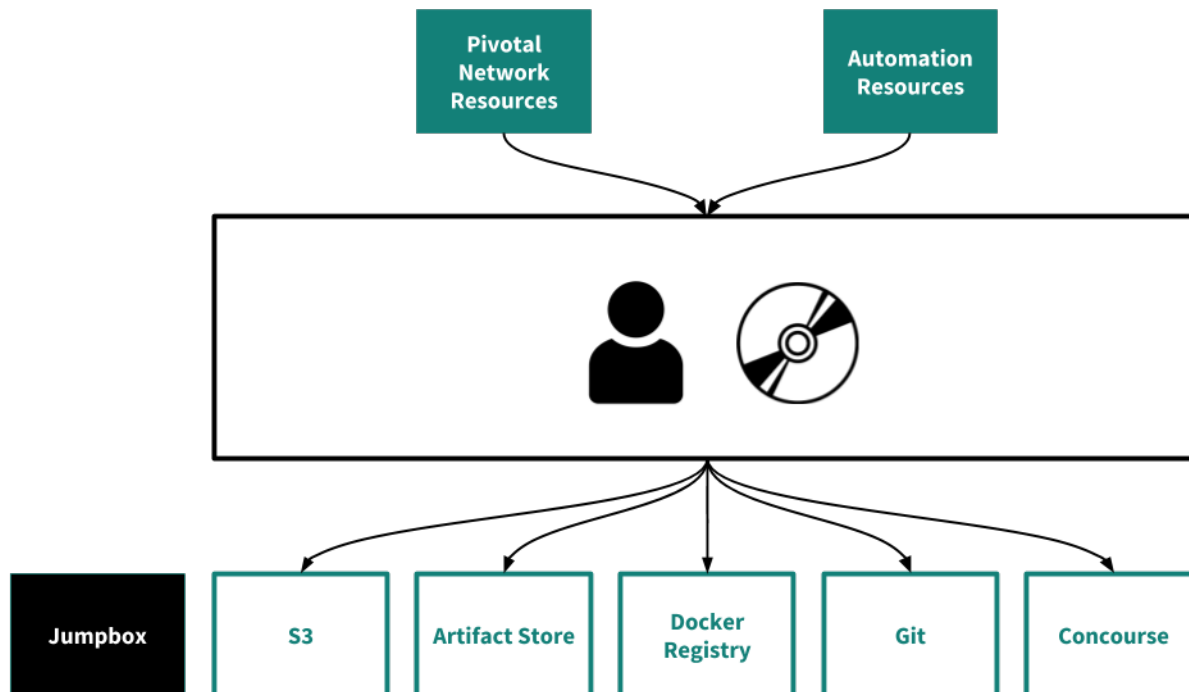 Pivotal
Network
Resources
Automation
Resources
Jumpbox
S3
Artifact Store
Docker
Registry
Git
Concourse